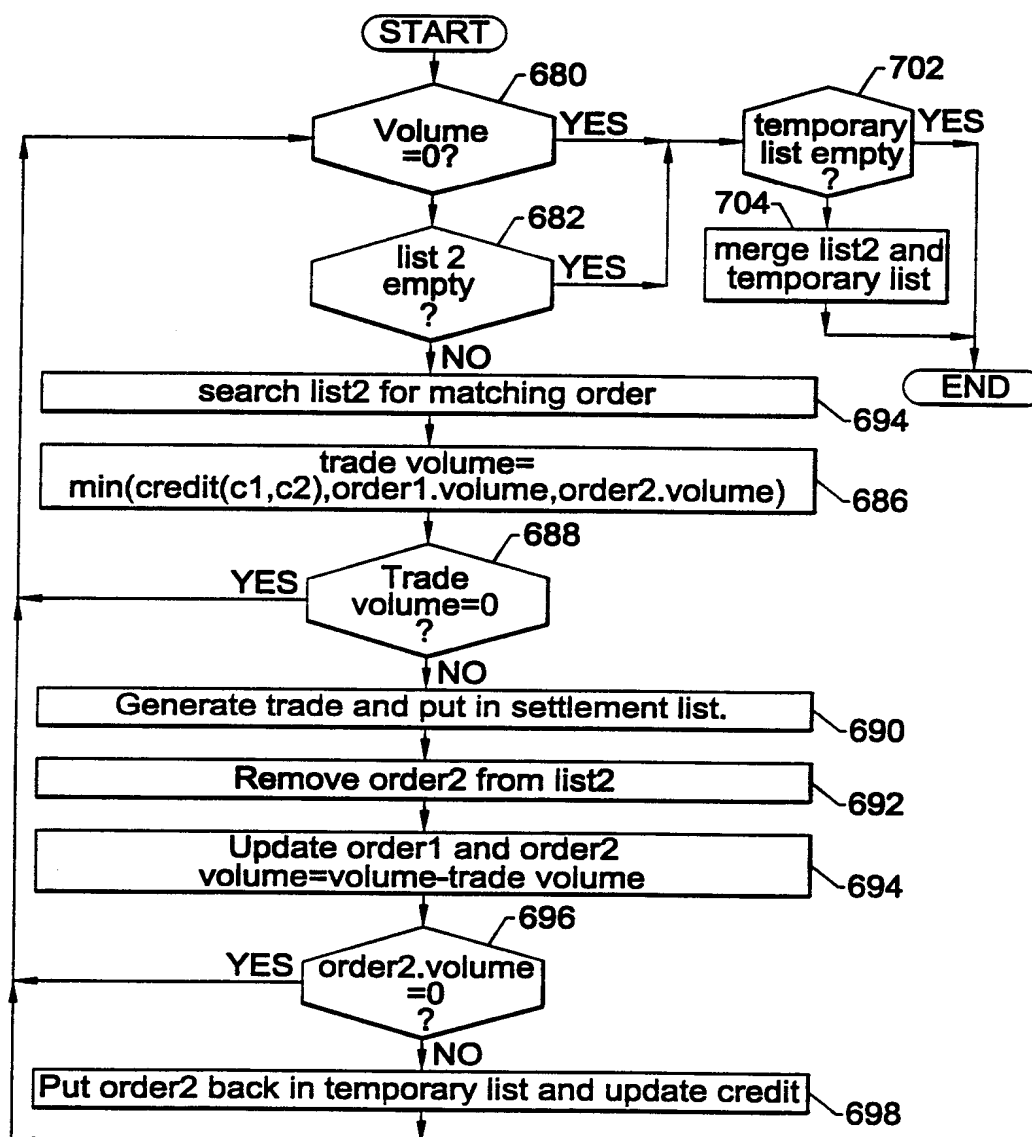 START
680
Volume
=0?
YES
702
temporary
list empty
?
YES
682
list 2
empty
?
YES
704
merge list2 and
temporary list
NO
END
search list2 for matching order
694
trade volume=
min(credit(c1,c2),order1.volume,order2.volume)
686
688
Trade
volume=0
?
YES
NO
Generate trade and put in settlement list.
690
Remove order2 from list2
692
Update order1 and order2
volume=volume-trade volume
694
696
order2.volume
=0
?
YES
NO
Put order2 back in temporary list and update credit
698